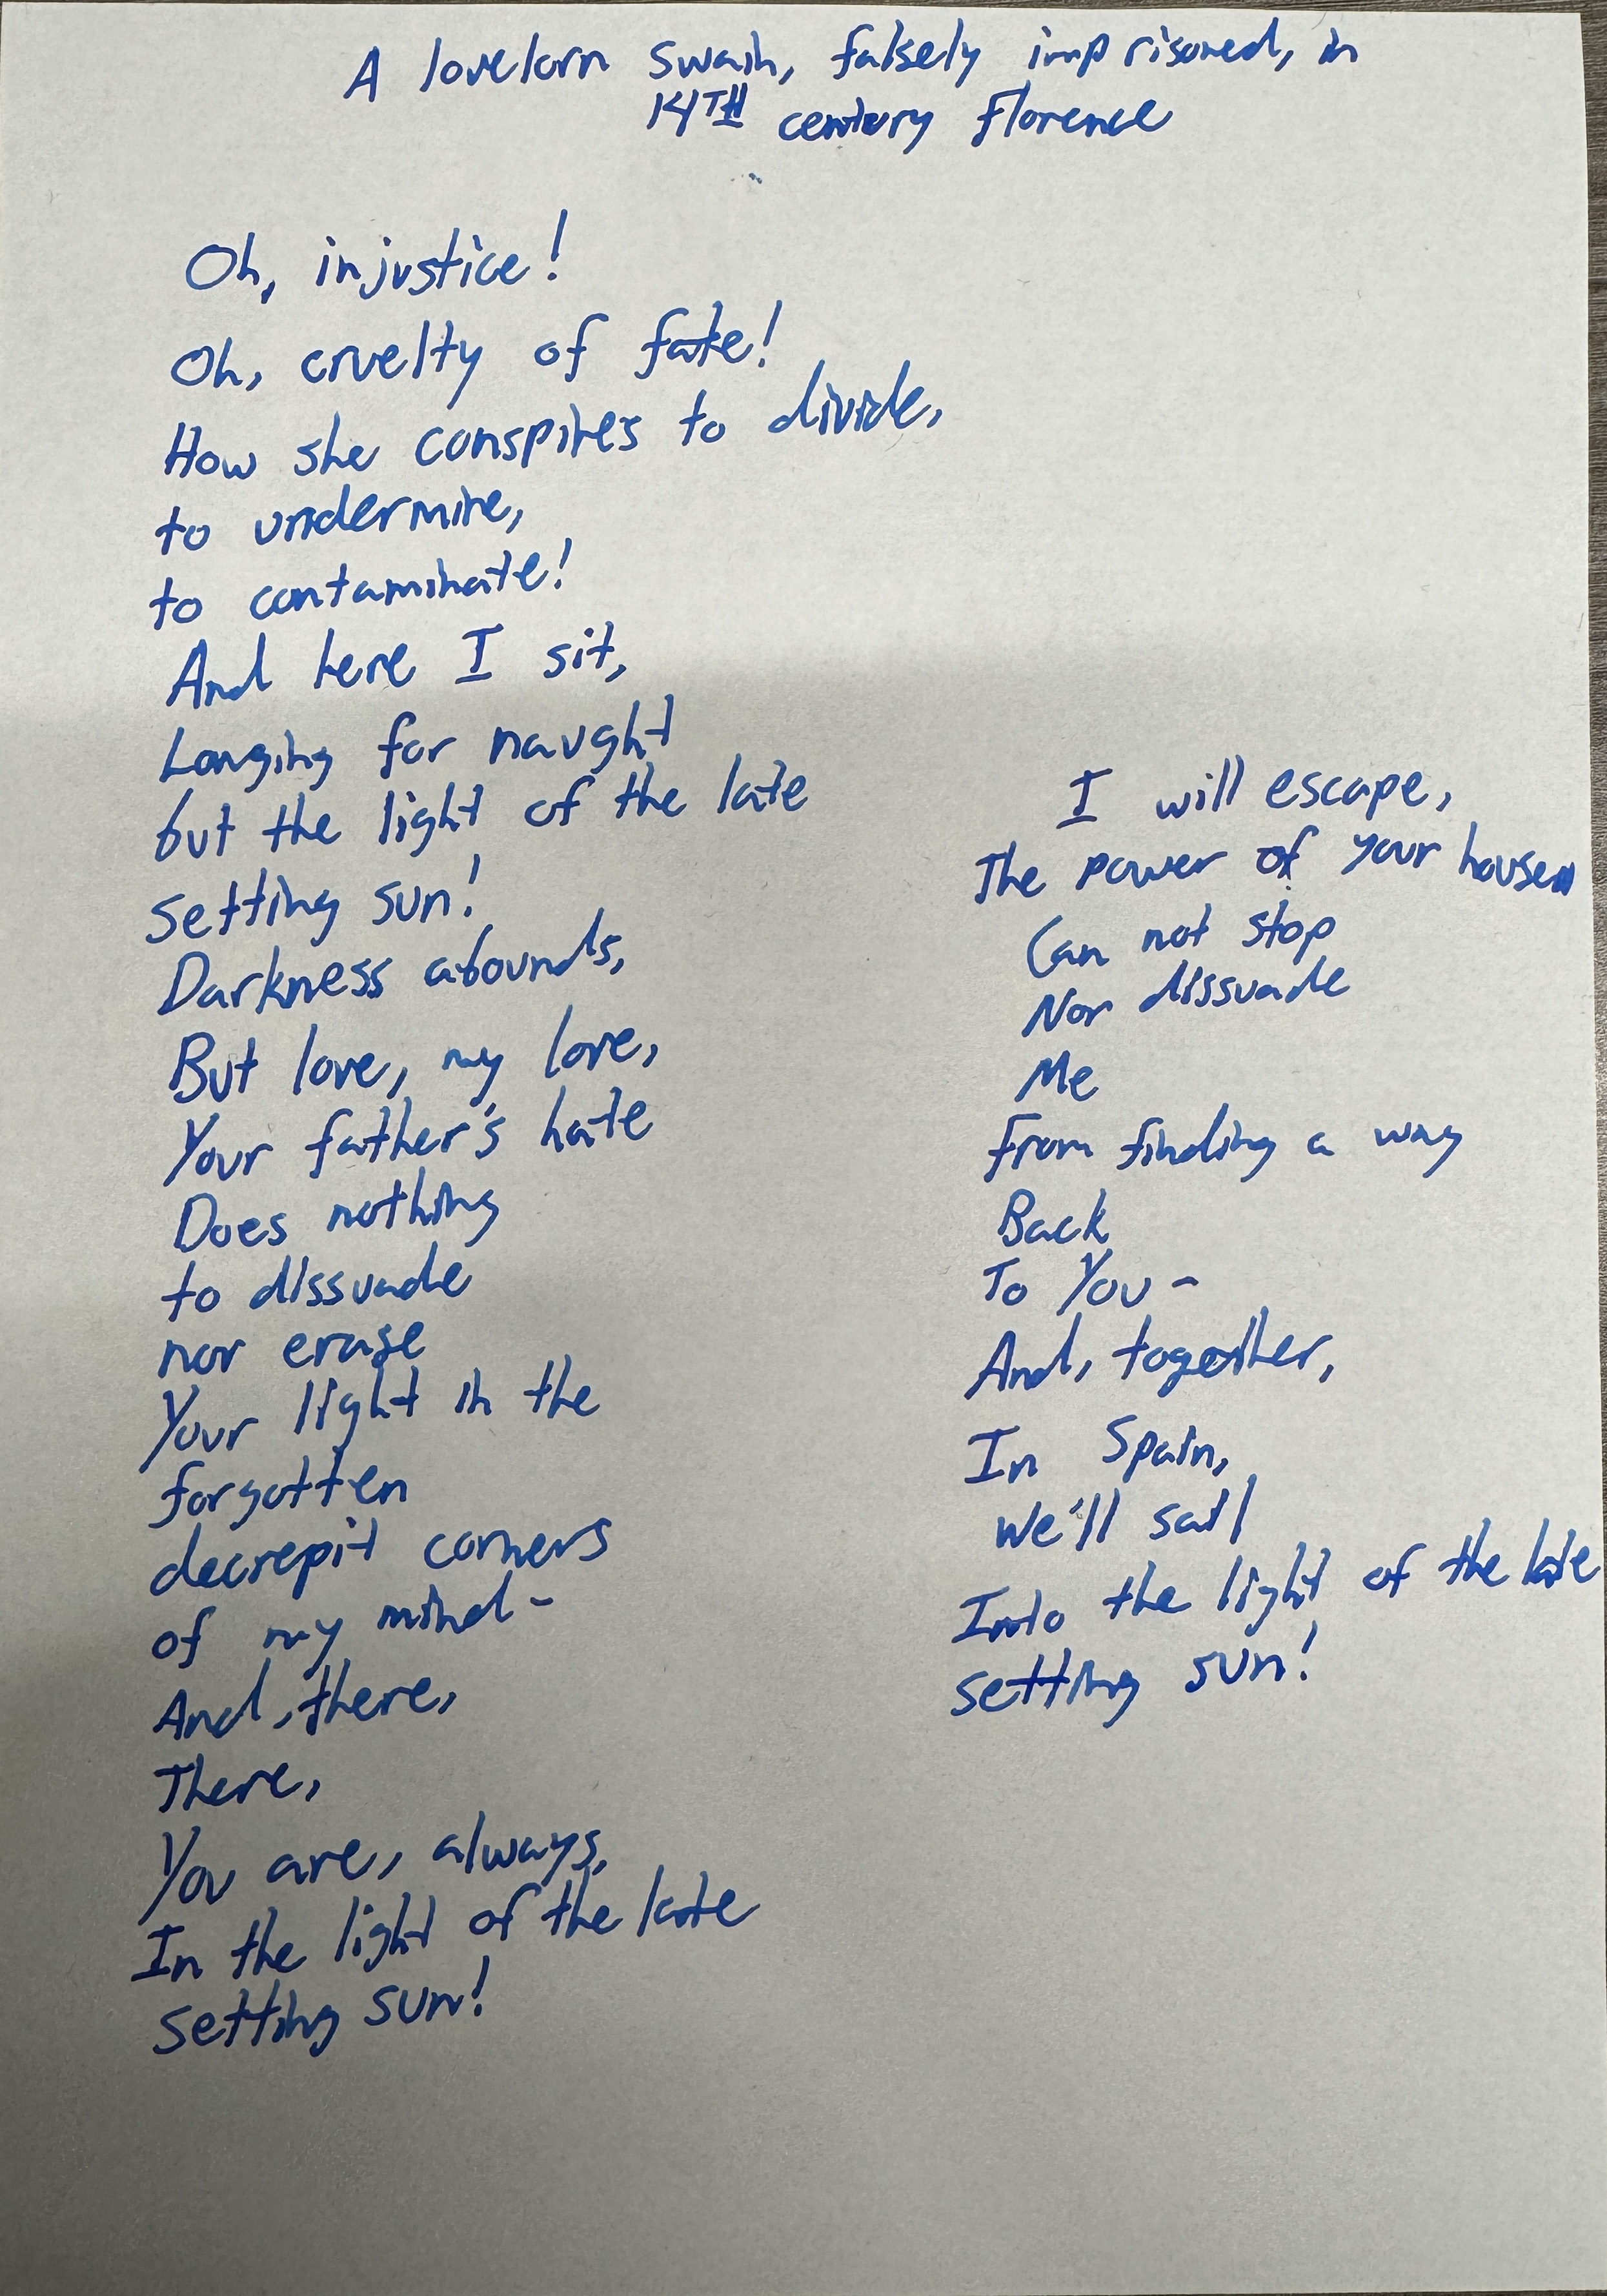 A lovelorn swain, falsely imprisoned, in
14TH century Florence
Oh, injustice!
Oh, cruelty of fate!
How she conspires to divide,
to undermine,
to contaminate!
And here I sit,
Longing for naught
but the light of the late
setting sun!
Darkness abounds,
But love, my love,
Your father's hate
Does nothing
to dissuade
nor erase
Your light in the
forgotten
decrepit corners
of my mind-
And, there,
There,
You are, always,
In the light of the late
setting sun!
I will escape,
The power of your house
Can not stop
Nor dissuade
Me
From finding a way
Back
To You-
And, together,
In Spain,
We'll sail
Into the light of the late
setting sun!